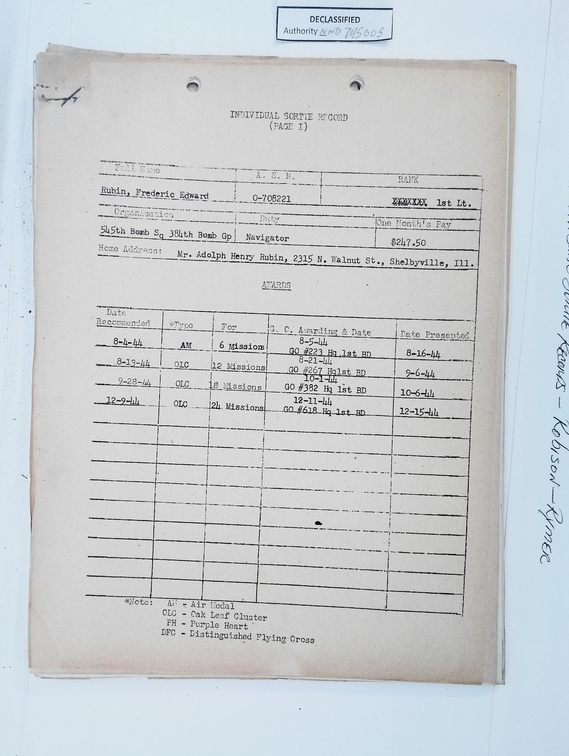 DECLASSIFIED
Authority NND 745005
INDIVIDUAL SORTIE RECORD
(PAGE I)
Full Name A. S. N. RANK
Rubin, Frederic Edward O-708221 XXXXXXX 1st Lt.
Organization Duty One Month's Pay
545th Bomb Sq 384th Bomb Gp Navigator $247.50
Home Address: Mr. Adolph Henry Rubin, 2315 N. Walnut St., Shelbyville, Ill.
AWARDS
Date
Recommended *Type For G. O. Awarding & Date Date Presented
8-4-44 AM 6 Missions 8-5-44
GO #223 Hq 1st BD 8-16-44
8-13-44 OLC 12 Missions 8-21-44
GO #267 Hq 1st BD 9-6-44
9-28-44 OLC 18 Missions 10-1-44
GO #382 Hq 1st BD 10-6-44
12-9-44 OLC 24 Missions 12-11-44
GO #618 Hq 1st BD 12-15-44
*Note: AM - Air Medal
OLC - Oak Leaf Cluster
PH - Purple Heart
DFC - Distinguished Flying Cross
Sortie Records - Robison - Rymer